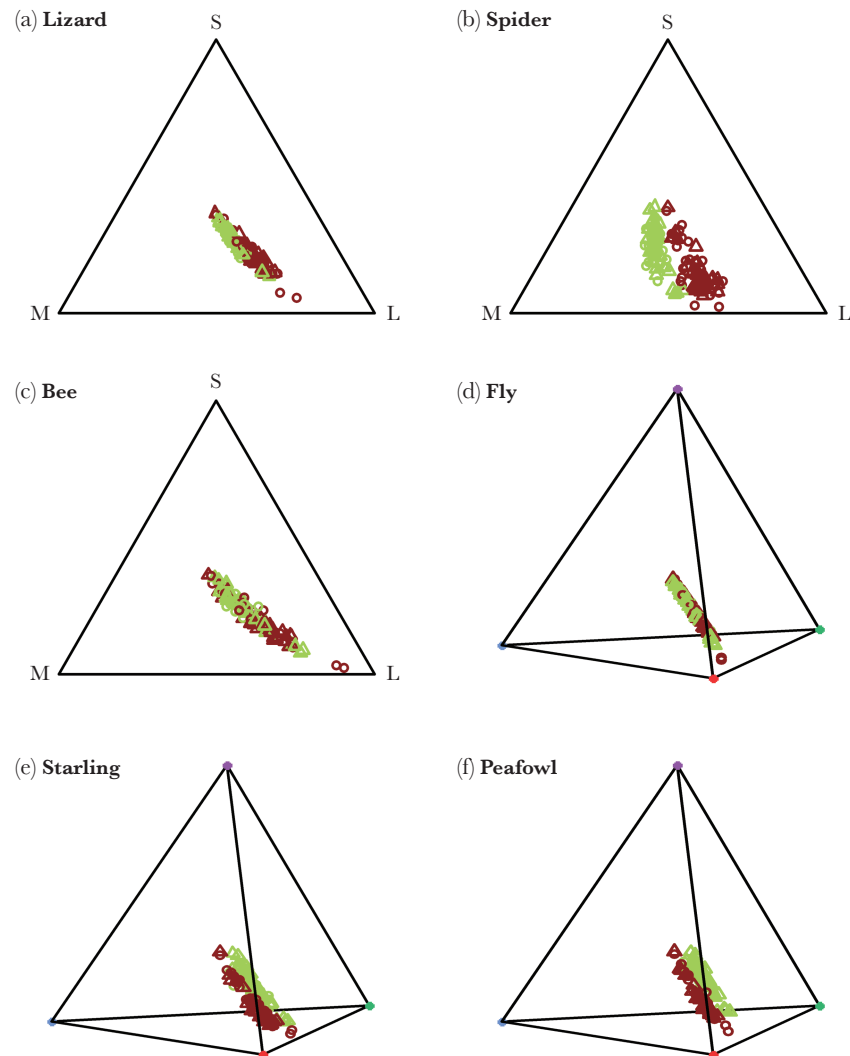 (a) Lizard
S
M
L
(b) Spider
S
M
L
(c) Bee
S
M
L
(d) Fly
(e) Starling
(f) Peafowl